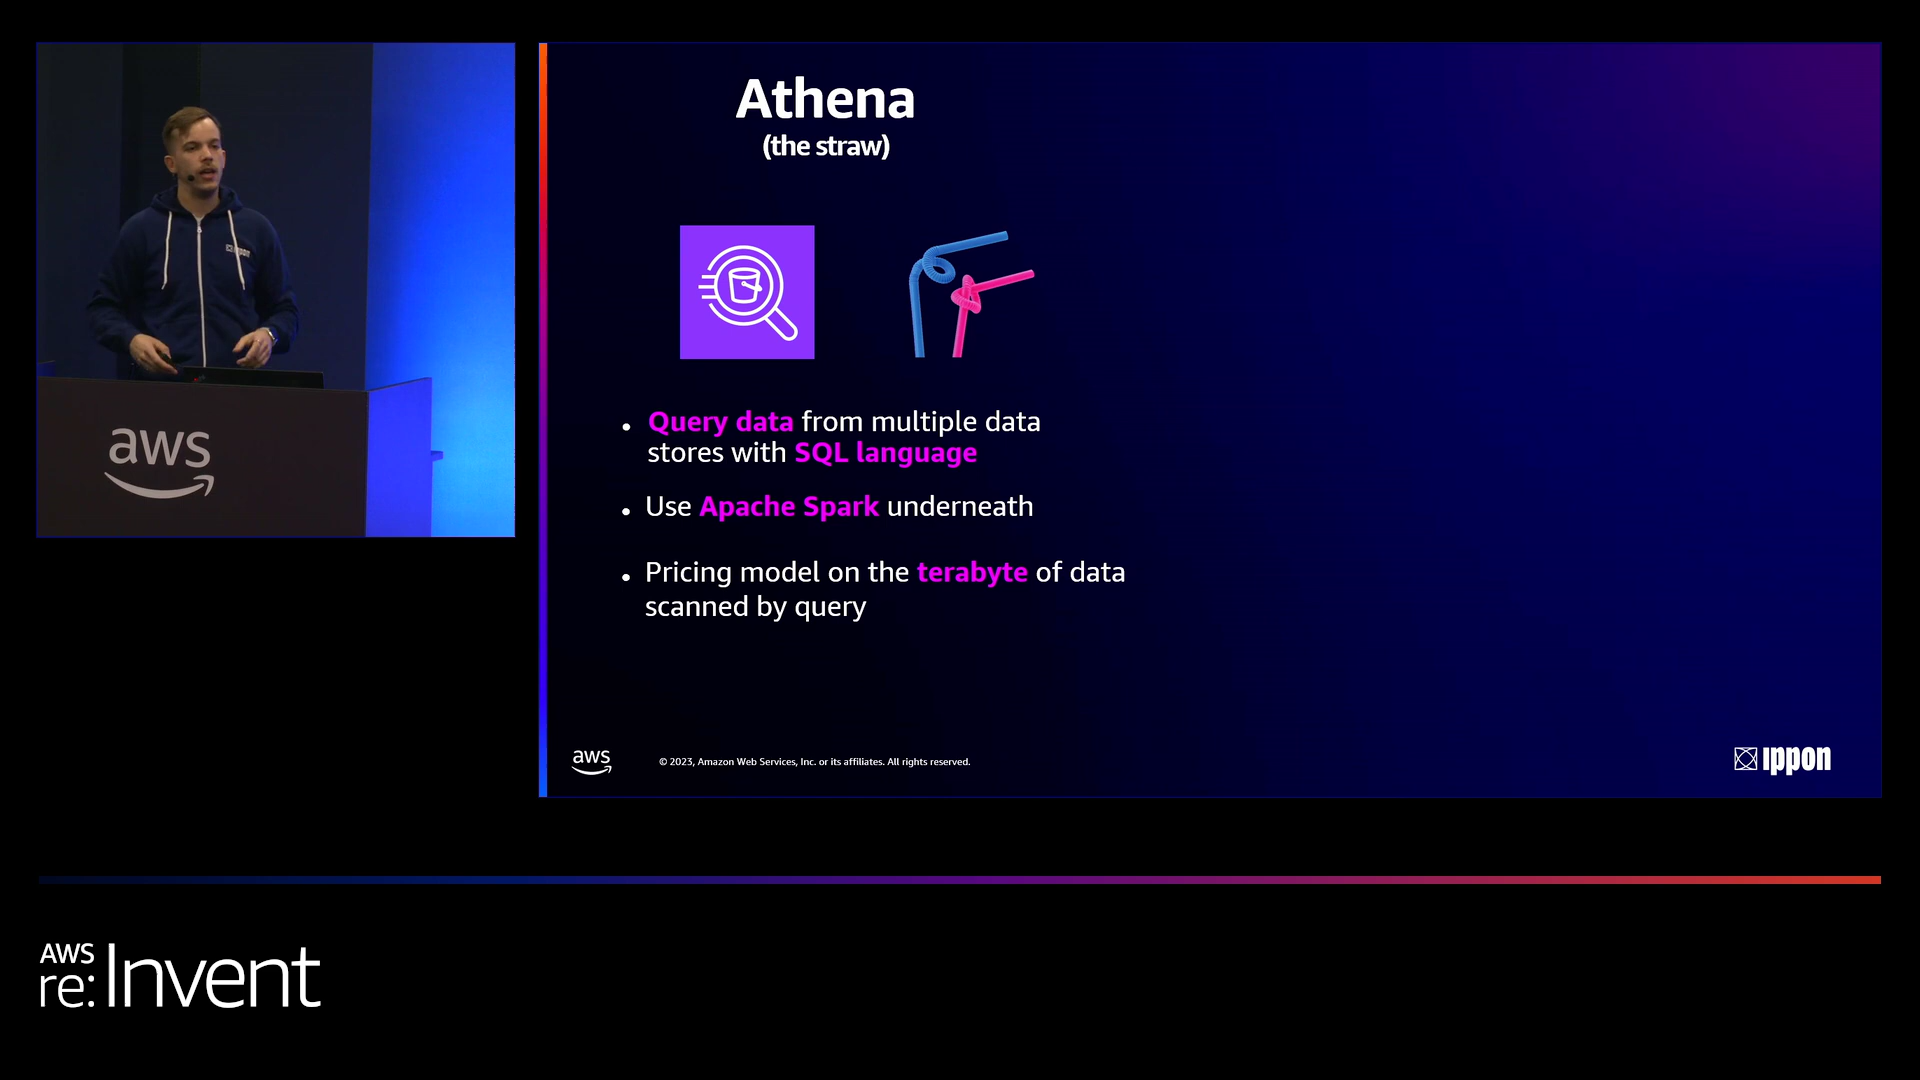 Athena
(the straw)
• Query data from multiple data
stores with SQL language
• Use Apache Spark underneath
• Pricing model on the terabyte of data
scanned by query
aws
aws
© 2023, Amazon Web Services, Inc. or its affiliates. All rights reserved.
ippon
AWS
re:Invent